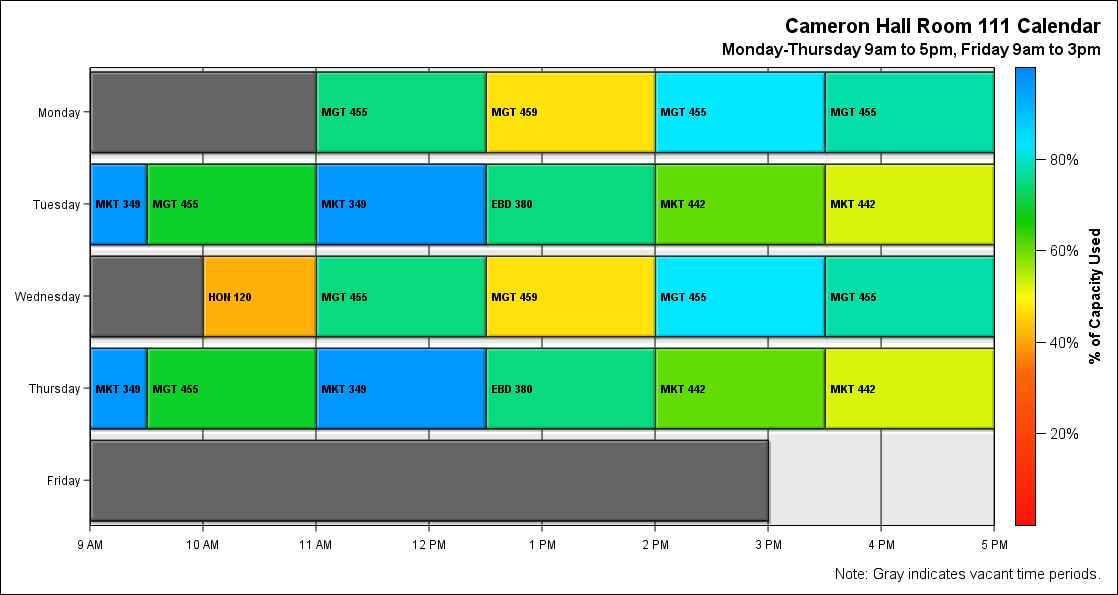 Cameron Hall Room 111 Calendar
Monday-Thursday 9am to 5pm, Friday 9am to 3pm
Monday
MGT 455
MGT 459
MGT 455
MGT 455
80%
Tuesday
MKT 349
MGT 455
MKT 349
EBD 380
MKT 442
MKT 442
60%
% of Capacity Used
Wednesday
HON 120
MGT 455
MGT 459
MGT 455
MGT 455
40%
Thursday
MKT 349
MGT 455
MKT 349
EBD 380
MKT 442
MKT 442
20%
Friday
9 AM
10 AM
11 AM
12 PM
1 PM
2 PM
3 PM
4 PM
5 PM
Note: Gray indicates vacant time periods.